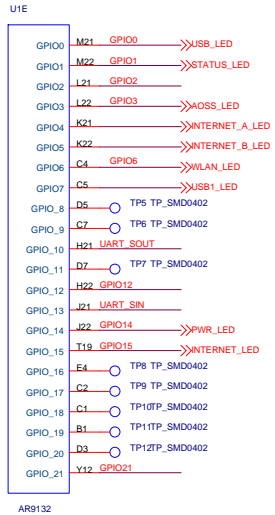 U1E
GPIO0 M21 GPIO0 USB_LED
GPIO1 M22 GPIO1 STATUS_LED
GPIO2 L21 GPIO2
GPIO3 L22 GPIO3 AOSS_LED
GPIO4 K21 INTERNET_A_LED
GPIO5 K22 INTERNET_B_LED
GPIO6 C4 GPIO6 WLAN_LED
GPIO7 C5 USB1_LED
GPIO_8 D5 TP5 TP_SMD0402
GPIO_9 C7 TP6 TP_SMD0402
GPIO_10 H21 UART_SOUT
GPIO_11 D7 TP7 TP_SMD0402
GPIO_12 H22 GPIO12
GPIO_13 J21 UART_SIN
GPIO_14 J22 GPIO14 PWR_LED
GPIO_15 T19 GPIO15 INTERNET_LED
GPIO_16 E4 TP8 TP_SMD0402
GPIO_17 C2 TP9 TP_SMD0402
GPIO_18 C1 TP10 TP_SMD0402
GPIO_19 B1 TP11 TP_SMD0402
GPIO_20 D3 TP12 TP_SMD0402
GPIO_21 Y12 GPIO21
AR9132